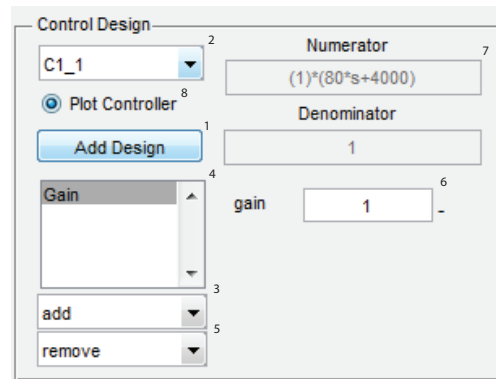 Control Design
2
C1_1
Numerator
7
(1)*(80*s+4000)
Plot Controller
8
Denominator
1
Add Design
1
4
Gain
gain
1
6
-
3
add
5
remove